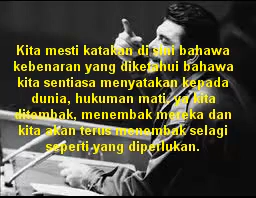 Kita mesti katakan di sini bahawa
kebenaran yang diketahui bahawa
kita sentiasa menyatakan kepada
dunia, hukuman mati, ya kita
ditembak, menembak mereka dan
kita akan terus menembak selagi
seperti yang diperlukan.